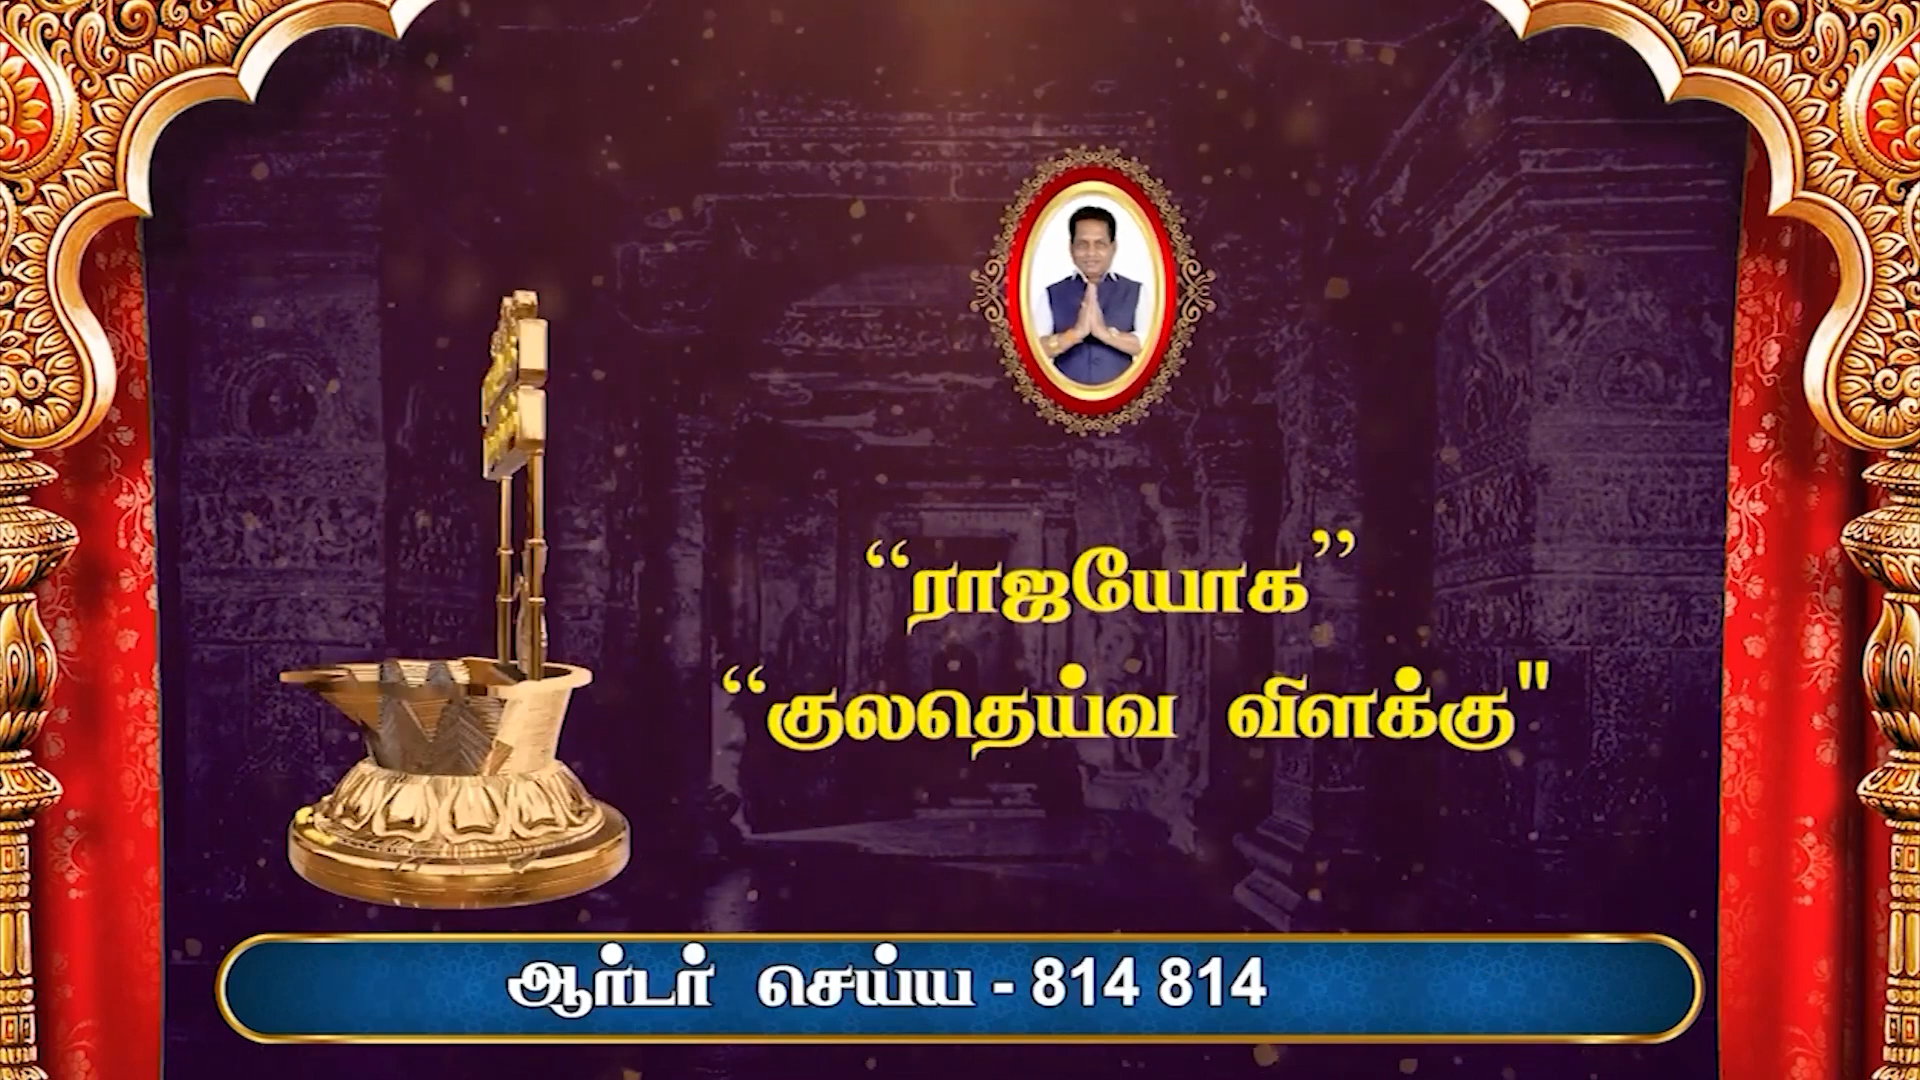 “ராஜயோக”
“குலதெய்வ விளக்கு"
ஆர்டர் செய்ய - 814 814